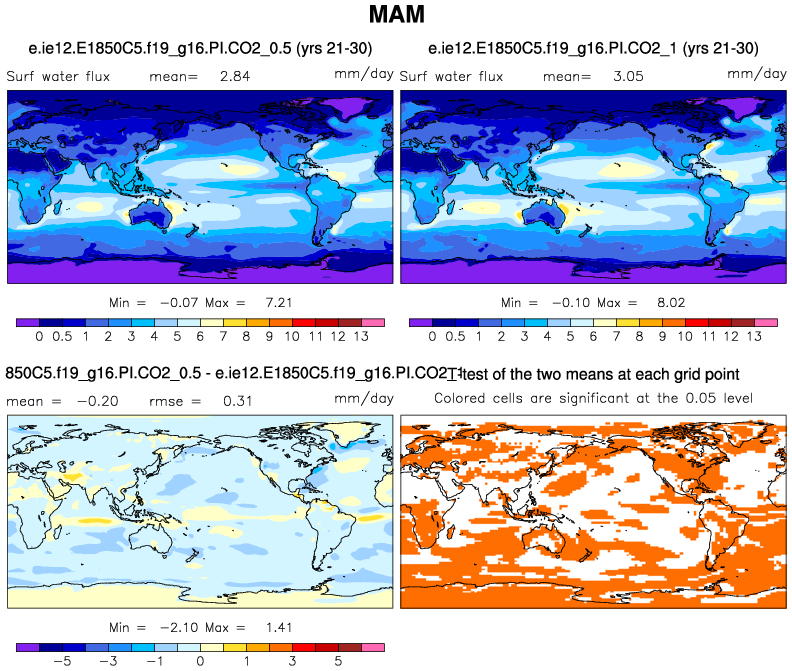 MAM
e.ie12.E1850C5.f19_g16.PI.CO2_0.5 (yrs 21-30)
Surf water flux mean= 2.84 mm/day
Min = -0.07 Max = 7.21
0 0.5 1 2 3 4 5 6 7 8 9 10 11 12 13
e.ie12.E1850C5.f19_g16.PI.CO2_1 (yrs 21-30)
Surf water flux mean= 3.05 mm/day
Min = -0.10 Max = 8.02
0 0.5 1 2 3 4 5 6 7 8 9 10 11 12 13
850C5.f19_g16.PI.CO2_0.5 - e.ie12.E1850C5.f19_g16.PI.CO2
mean = -0.20 rmse = 0.31 mm/day
Min = -2.10 Max = 1.41
-5 -3 -1 0 1 3 5
test of the two means at each grid point
Colored cells are significant at the 0.05 level